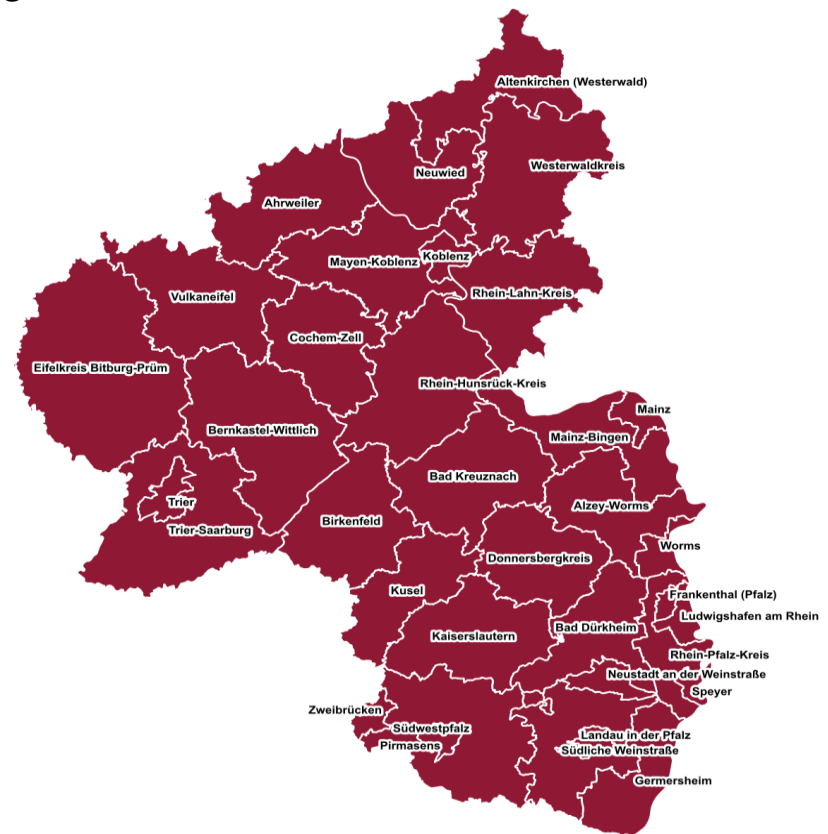 Altenkirchen (Westerwald)
Westerwaldkreis
Neuwied
Ahrweiler
Koblenz
Mayen-Koblenz
Rhein-Lahn-Kreis
Vulkaneifel
Cochem-Zell
Eifelkreis Bitburg-Prüm
Rhein-Hunsrück-Kreis
Mainz
Bernkastel-Wittlich
Mainz-Bingen
Bad Kreuznach
Trier
Alzey-Worms
Birkenfeld
Trier-Saarburg
Worms
Donnersbergkreis
Kusel
Frankenthal (Pfalz)
Ludwigshafen am Rhein
Bad Dürkheim
Kaiserslautern
Rhein-Pfalz-Kreis
Neustadt an der Weinstraße
Speyer
Zweibrücken
Südwestpfalz
Landau in der Pfalz
Pirmasens
Südliche Weinstraße
Germersheim